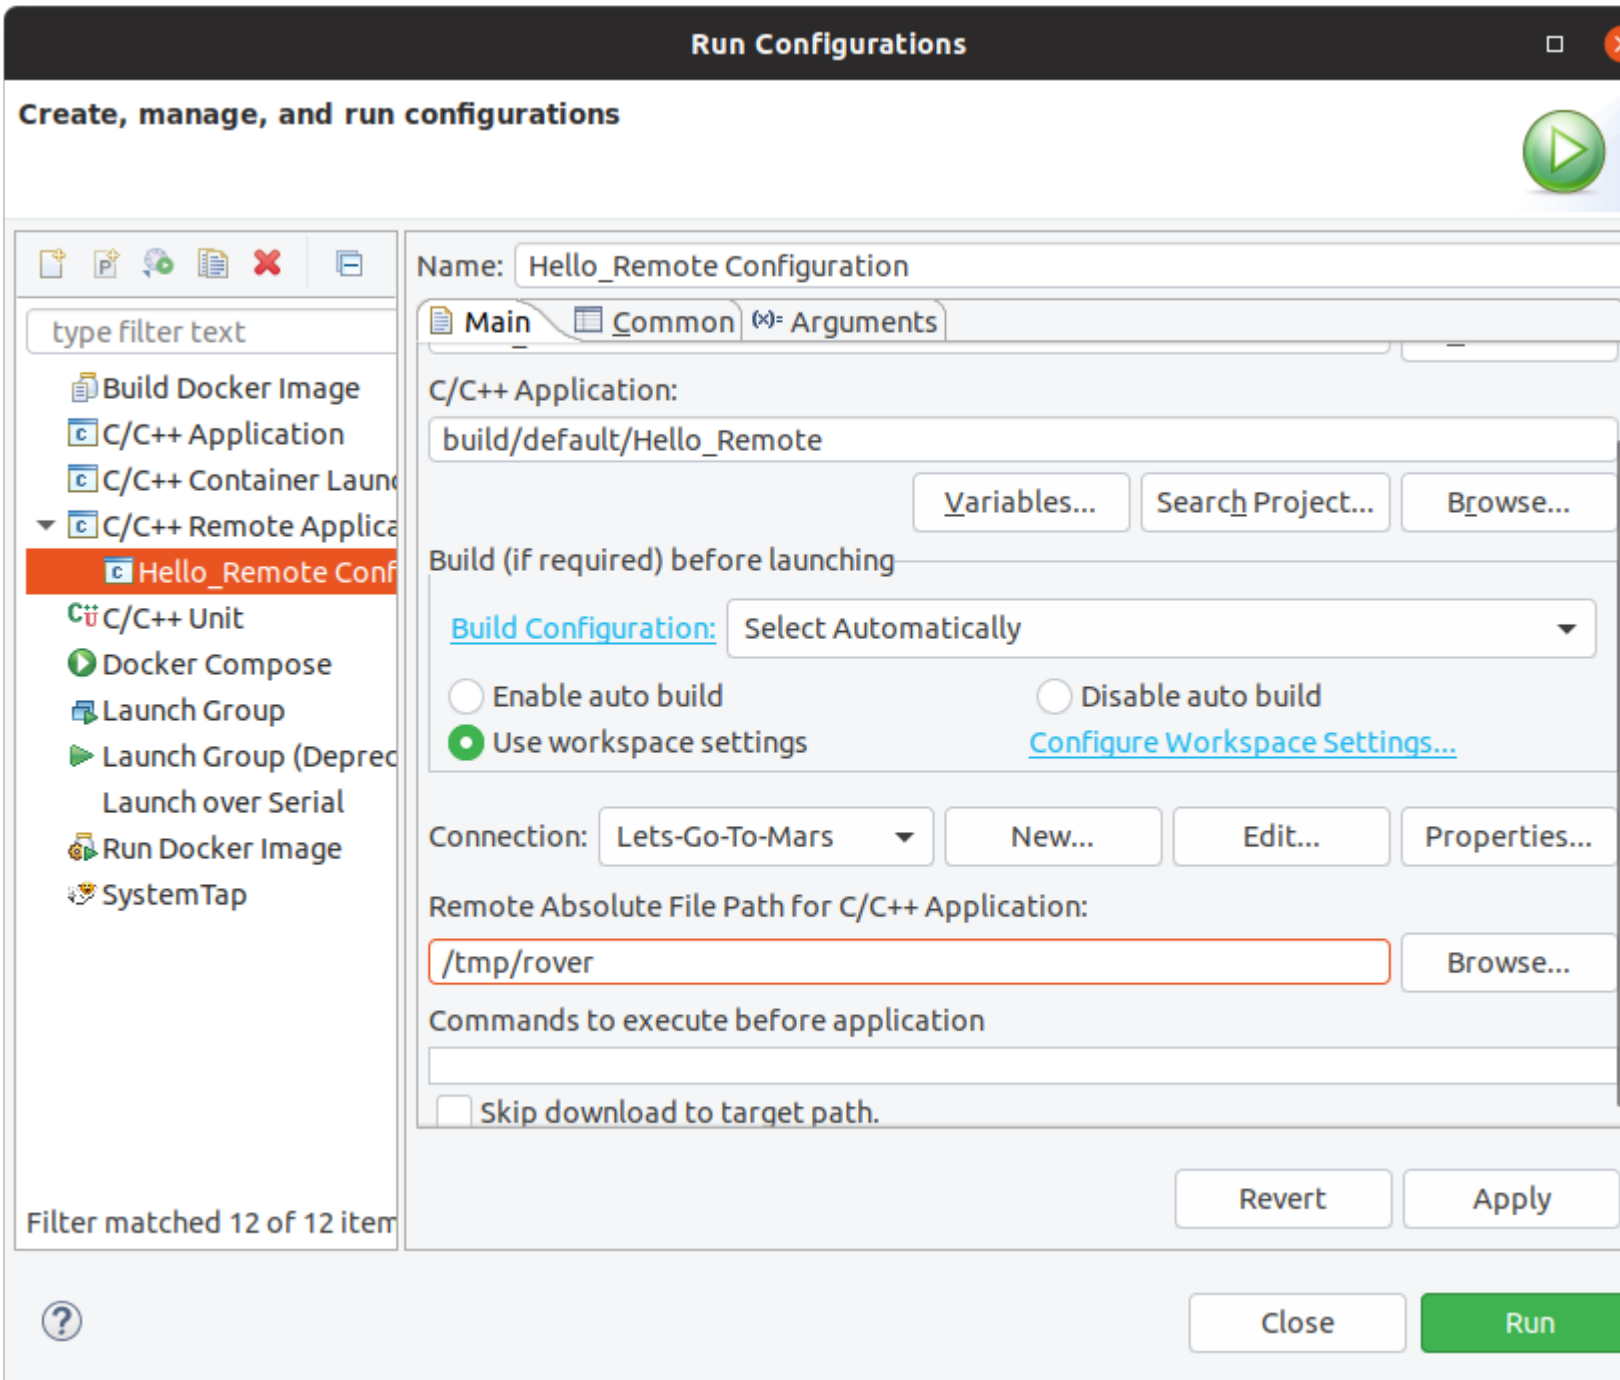 Run Configurations
Create, manage, and run configurations
type filter text
Build Docker Image
C/C++ Application
C/C++ Container Laun
C/C++ Remote Applica
Hello_Remote Conf
C/C++ Unit
Docker Compose
Launch Group
Launch Group (Deprec
Launch over Serial
Run Docker Image
SystemTap
Filter matched 12 of 12 item
Name: Hello_Remote Configuration
Main Common (x)= Arguments
C/C++ Application:
build/default/Hello_Remote
Variables... Search Project... Browse...
Build (if required) before launching
Build Configuration: Select Automatically
Enable auto build Disable auto build
Use workspace settings Configure Workspace Settings...
Connection: Lets-Go-To-Mars New... Edit... Properties...
Remote Absolute File Path for C/C++ Application:
/tmp/rover Browse...
Commands to execute before application
Skip download to target path.
Revert Apply
Close Run